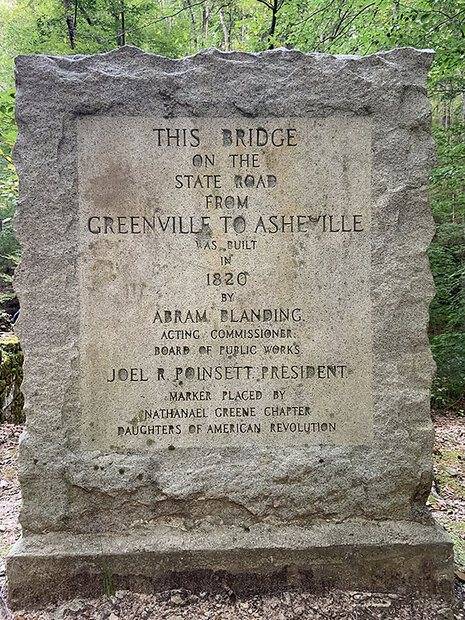 THIS BRIDGE
ON THE
STATE ROAD
FROM
GREENVILLE TO ASHEVILLE
WAS BUILT
IN
1820
BY
ABRAM BLANDING.
ACTING COMMISSIONER.
BOARD OF PUBLIC WORKS
JOEL R. POINSETT, PRESIDENT
MARKER PLACED BY
NATHANAEL GREENE CHAPTER
DAUGHTERS OF AMERICAN REVOLUTION